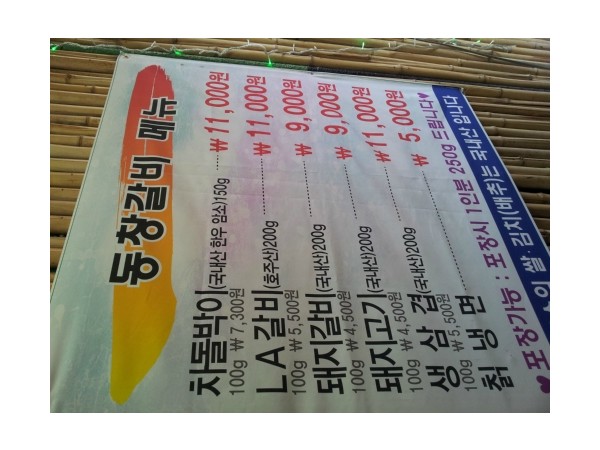 동창갈비 메뉴
차돌박이(국내산 한우 암소)150g ········ ₩11,000원
100g ₩7,300원
LA갈비(호주산)200g ········ ₩11,000원
100g ₩5,500원
돼지갈비(국내산)200g ········ ₩9,000원
100g ₩4,500원
돼지고기(국내산)200g ········ ₩9,000원
100g ₩4,500원
생삼겹(국내산)200g ········ ₩11,000원
100g ₩5,500원
칡냉면 ········ ₩5,000원
♥포장가능 : 포장시 1인분 250g 드립니다♥
쌀·김치(배추)는 국내산 입니다